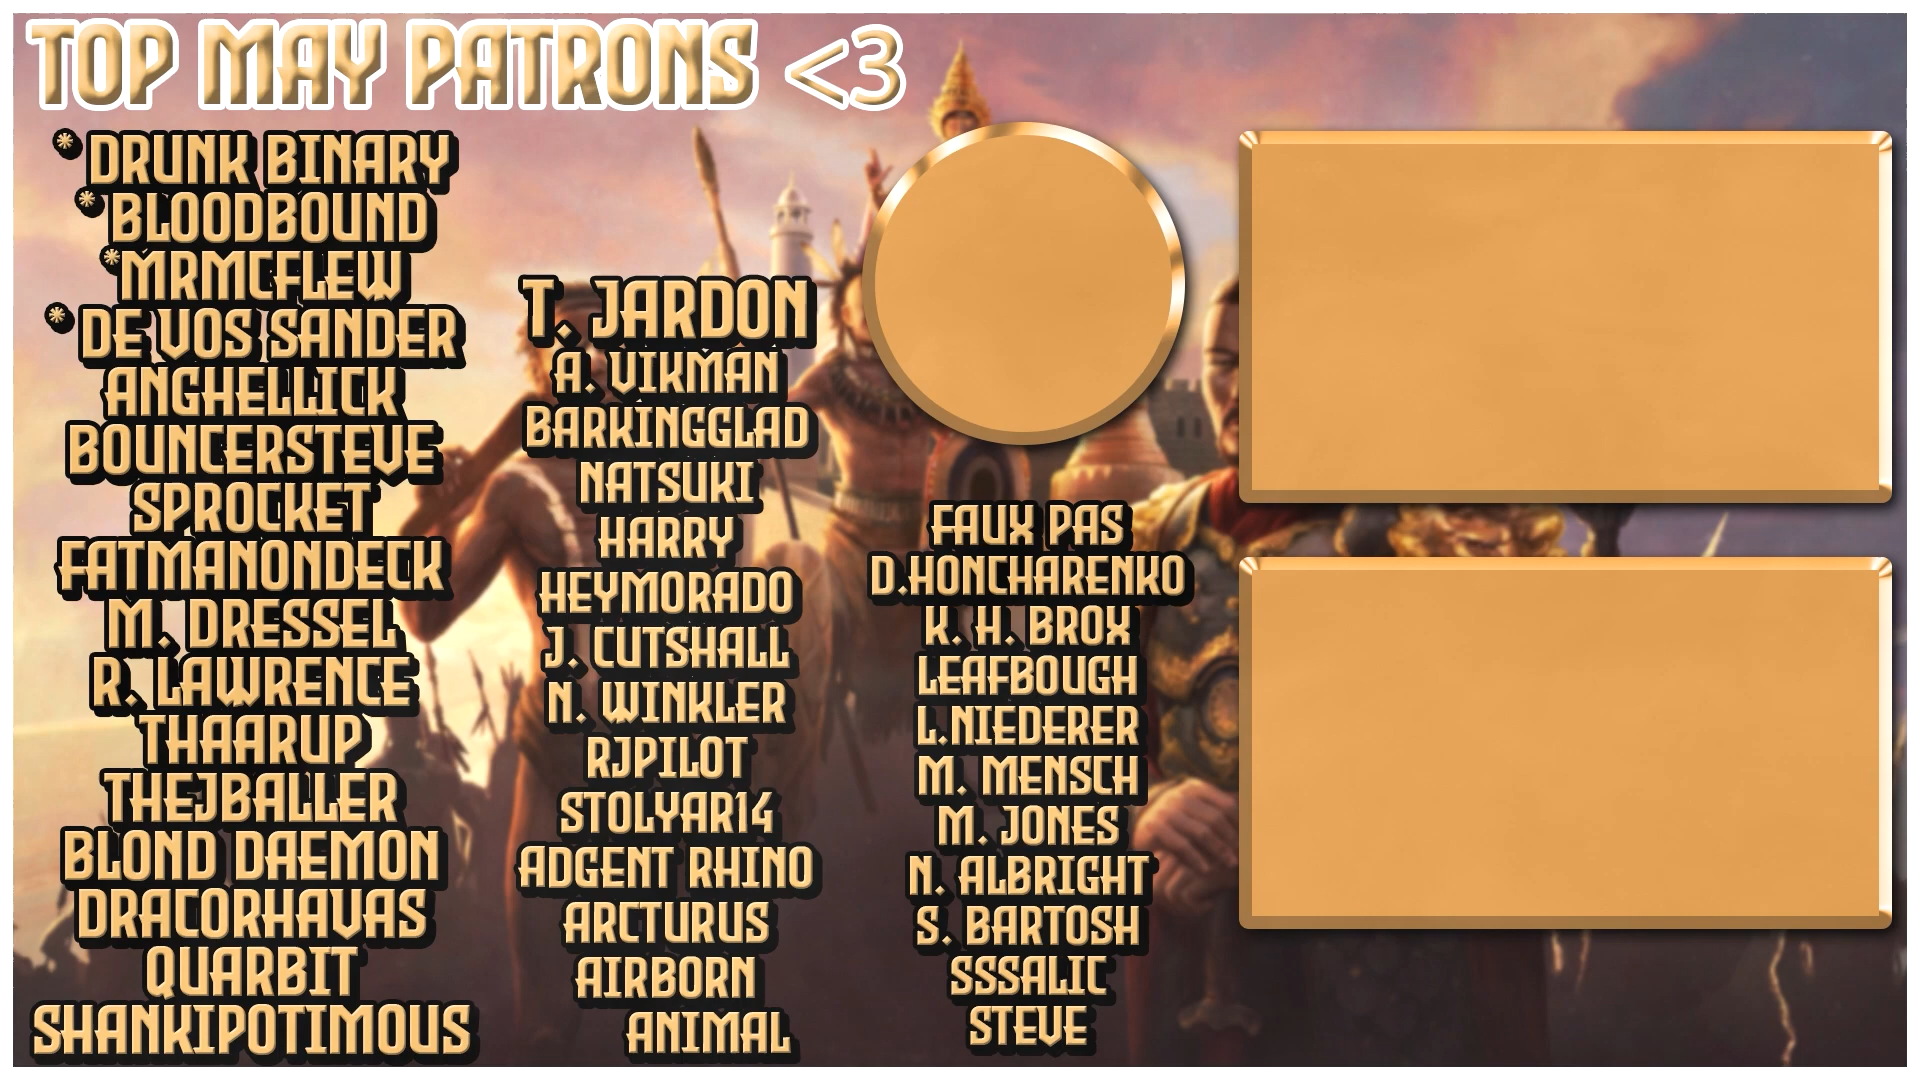 TOP MAY PATRONS <3
* DRUNK BINARY
* BLOODBOUND
*MRMCFLEW
* DE VOS SANDER
ANGHELLICK
BOUNCERSTEVE
SPROCKET
FATMANONDECK
M. DRESSEL
R. LAWRENCE
THAARUP
THEJBALLER
BLOND DAEMON
DRACORHAVAS
QUARBIT
SHANKIPOTIMOUS
T. JARDON
A. VIKMAN
BARKINGGLAD
NATSUKI
HARRY
HEYMORADO
J. CUTSHALL
N. WINKLER
RJPILOT
STOLYAR14
ADGENT RHINO
ARCTURUS
AIRBORN
ANIMAL
FAUX PAS
D.HONCHARENKO
K. H. BROX
LEAFBOUGH
L.NIEDERER
M. MENSCH
M. JONES
N. ALBRIGHT
S. BARTOSH
SSSALIC
STEVE